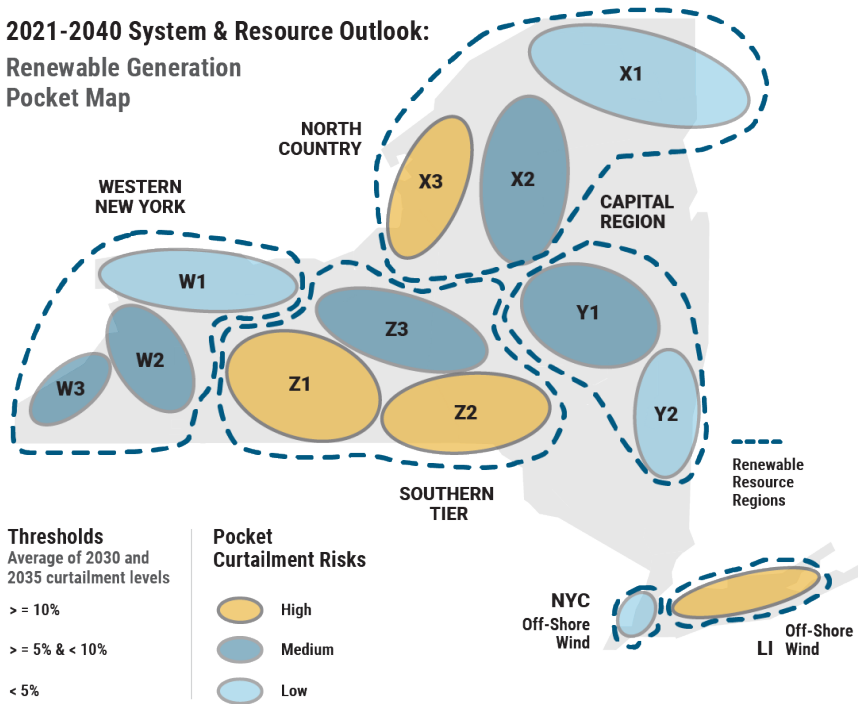 2021-2040 System & Resource Outlook:
Renewable Generation
Pocket Map
NORTH
COUNTRY
X1
X2
X3
WESTERN
NEW YORK
CAPITAL
REGION
W1
W2
W3
Z3
Z1
Z2
Y1
Y2
SOUTHERN
TIER
Renewable
Resource
Regions
Thresholds
Average of 2030 and
2035 curtailment levels
> = 10%
> = 5% & < 10%
< 5%
Pocket
Curtailment Risks
High
Medium
Low
NYC
Off-Shore
Wind
LI
Off-Shore
Wind